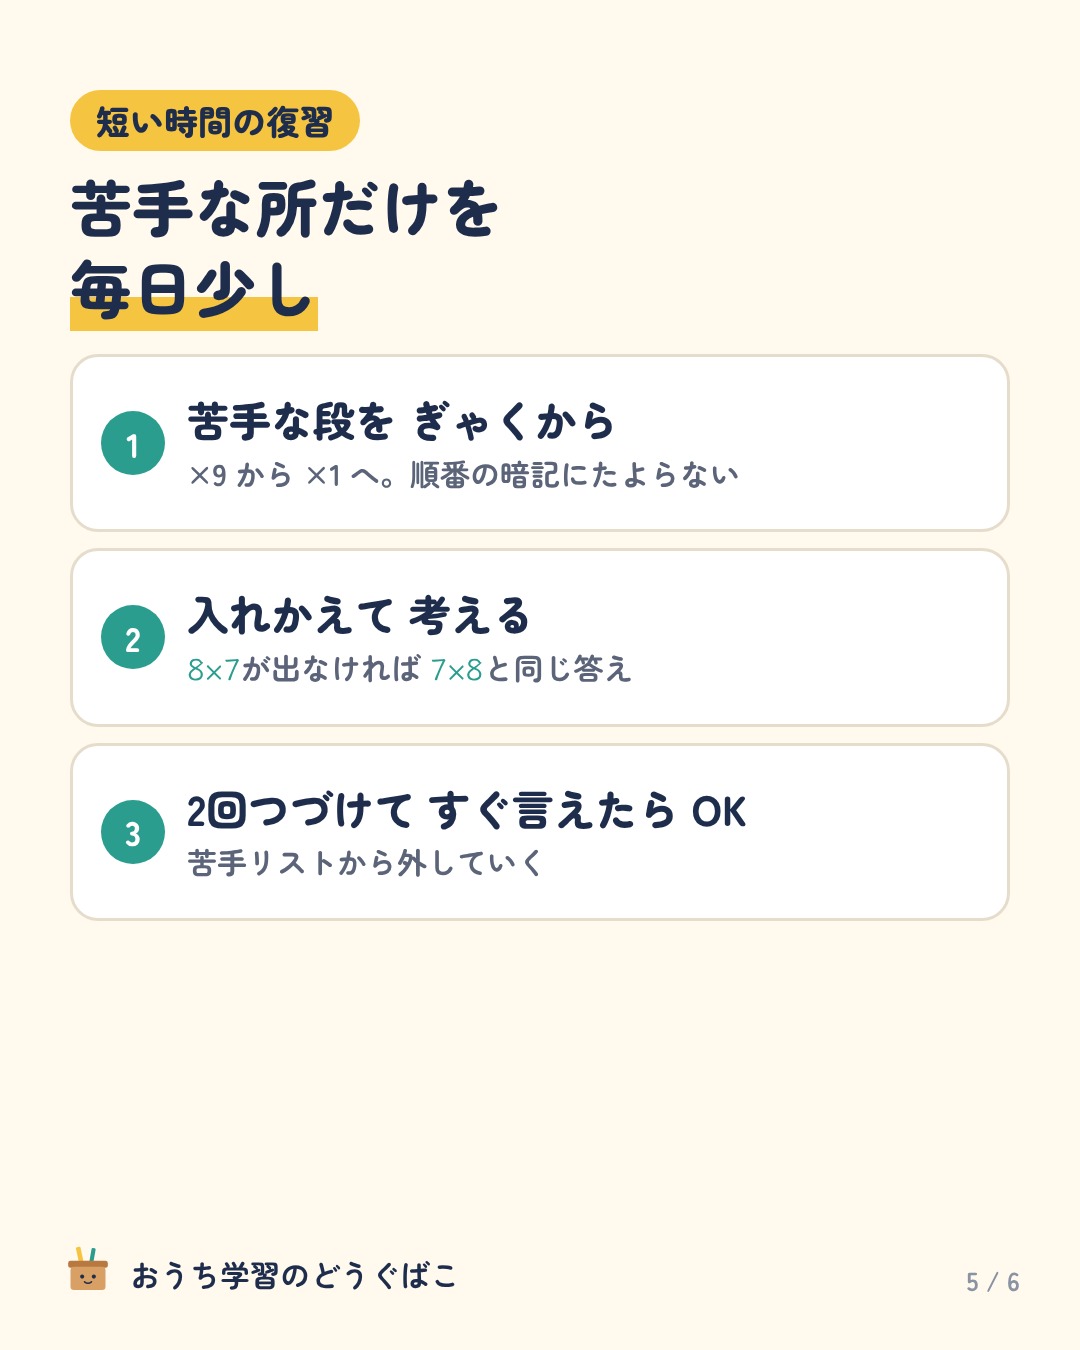 短い時間の復習
苦手な所だけを
毎日少し
1
苦手な段を ぎゃくから
×9 から ×1 へ。順番の暗記にたよらない
2
入れかえて 考える
8×7が出なければ 7×8と同じ答え
3
2回つづけて すぐ言えたら OK
苦手リストから外していく
おうち学習のどうぐばこ
5 / 6